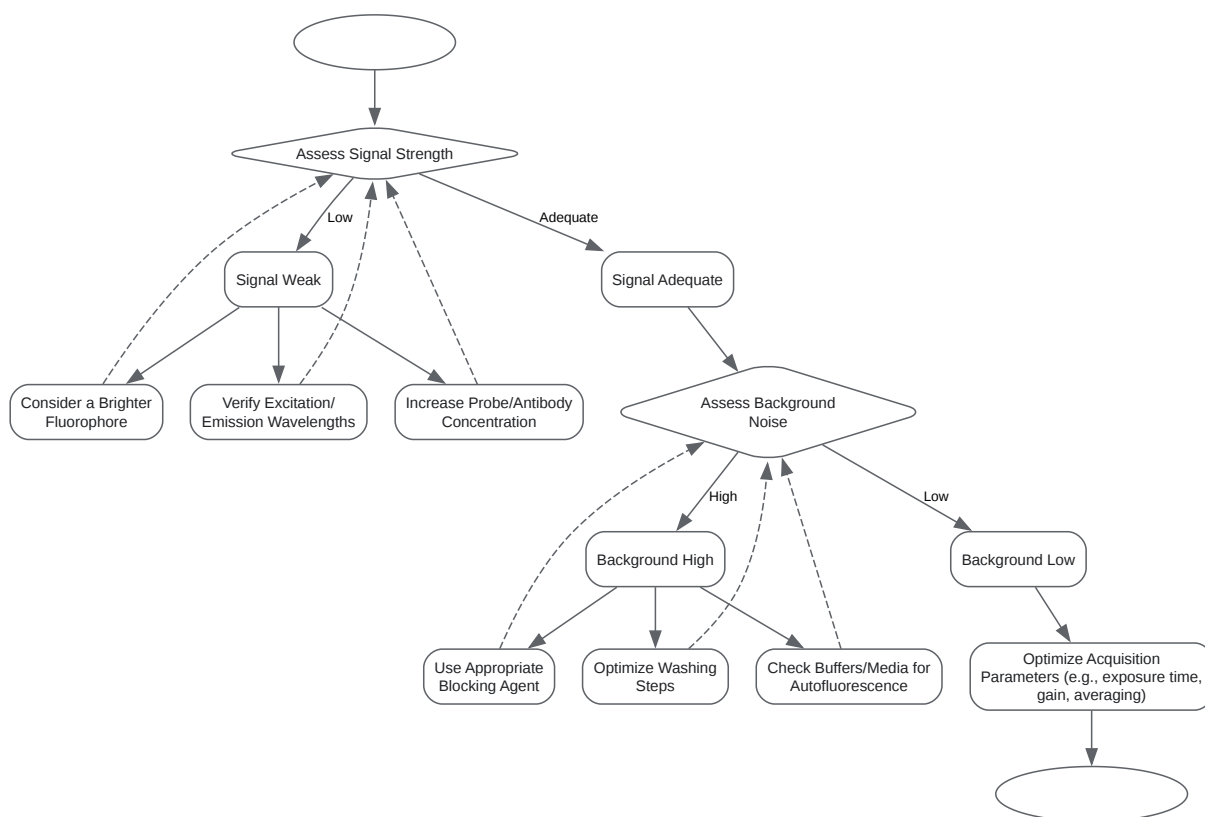 Assess Signal Strength
Low
Adequate
Signal Weak
Signal Adequate
Consider a Brighter
Fluorophore
Verify Excitation/
Emission Wavelengths
Increase Probe/Antibody
Concentration
Assess Background
Noise
High
Low
Background High
Background Low
Use Appropriate
Blocking Agent
Optimize Washing
Steps
Check Buffers/Media for
Autofluorescence
Optimize Acquisition
Parameters (e.g., exposure time,
gain, averaging)